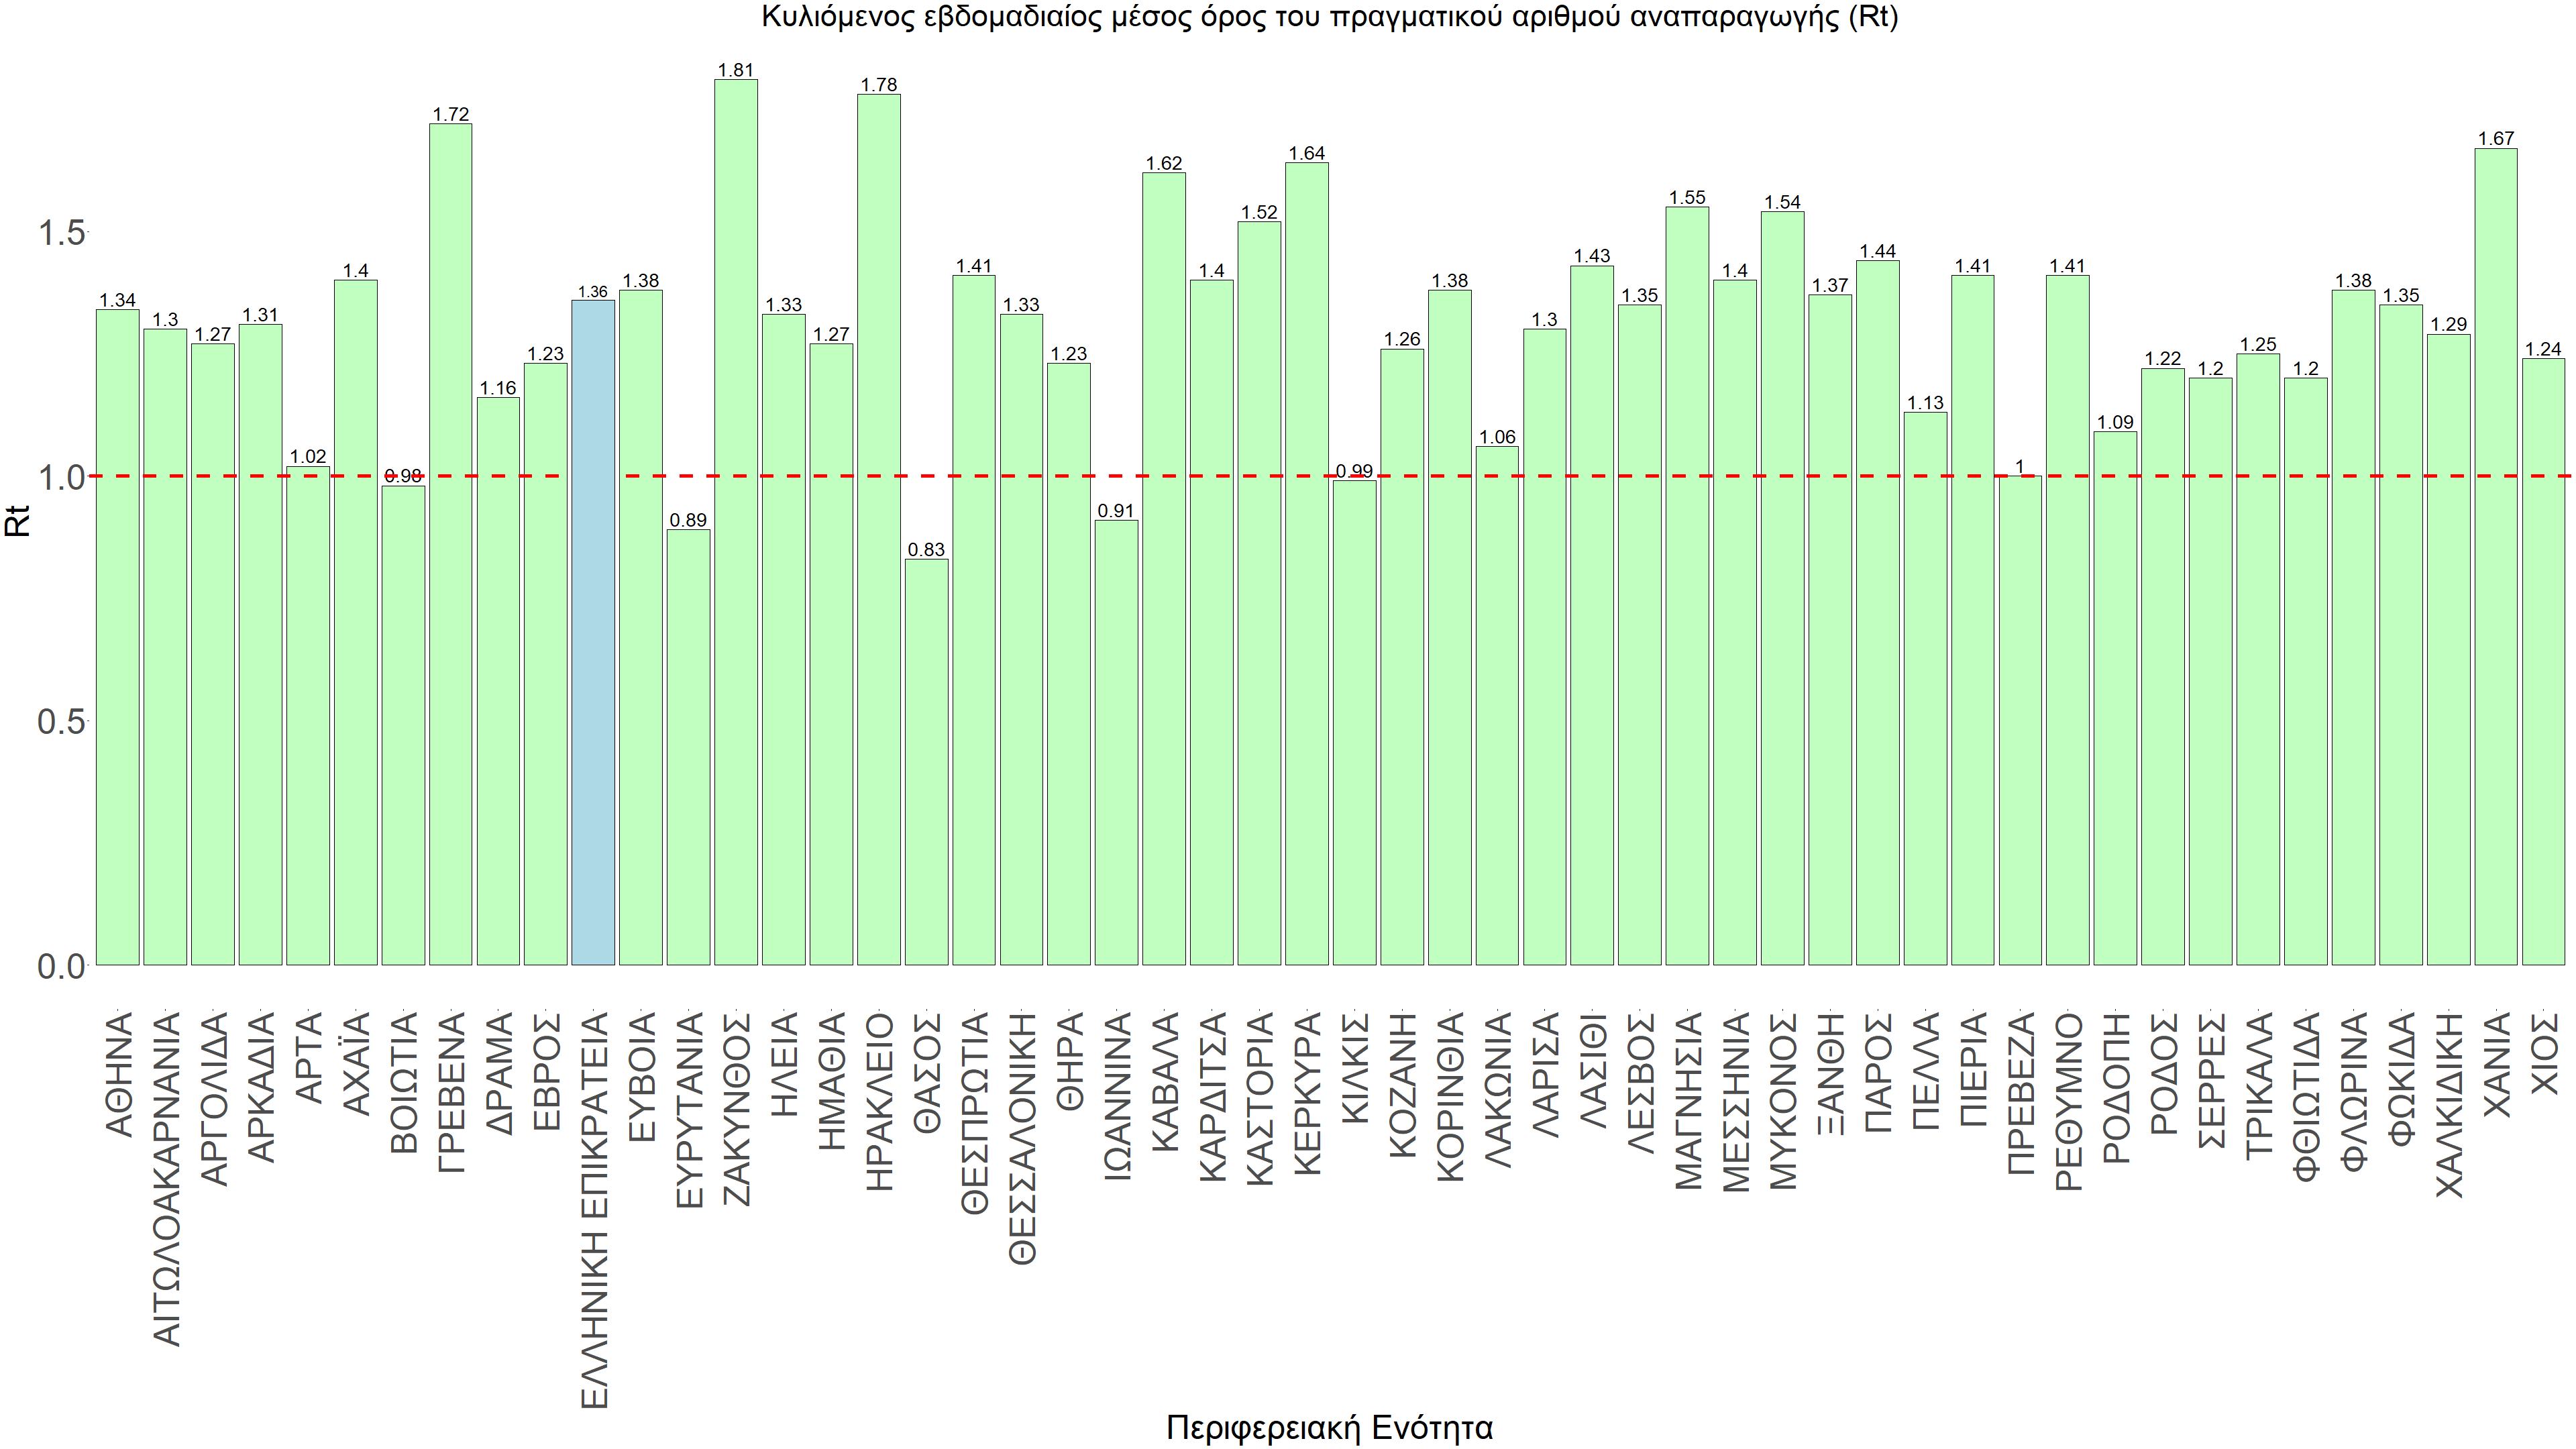 Κυλιόμενος εβδομαδιαίος μέσος όρος του πραγματικού αριθμού αναπαραγωγής (Rt)
1.34
1.3
1.27
1.31
1.02
1.4
0.98
1.72
1.16
1.23
1.36
1.38
0.89
1.81
1.33
1.27
1.78
0.83
1.41
1.33
1.23
0.91
1.62
1.4
1.52
1.64
0.99
1.26
1.38
1.06
1.3
1.43
1.35
1.55
1.4
1.54
1.37
1.44
1.13
1.41
1
1.41
1.09
1.22
1.2
1.25
1.2
1.38
1.35
1.29
1.67
1.24
1.5
1.0
0.5
0.0
Rt
ΑΘΗΝΑ
ΑΙΤΩΛΟΑΚΑΡΝΑΝΙΑ
ΑΡΓΟΛΙΔΑ
ΑΡΚΑΔΙΑ
ΑΡΤΑ
ΑΧΑΪΑ
ΒΟΙΩΤΙΑ
ΓΡΕΒΕΝΑ
ΔΡΑΜΑ
ΕΒΡΟΣ
ΕΛΛΗΝΙΚΗ ΕΠΙΚΡΑΤΕΙΑ
ΕΥΒΟΙΑ
ΕΥΡΥΤΑΝΙΑ
ΖΑΚΥΝΘΟΣ
ΗΛΕΙΑ
ΗΜΑΘΙΑ
ΗΡΑΚΛΕΙΟ
ΘΑΣΟΣ
ΘΕΣΠΡΩΤΙΑ
ΘΕΣΣΑΛΟΝΙΚΗ
ΘΗΡΑ
ΙΩΑΝΝΙΝΑ
ΚΑΒΑΛΑ
ΚΑΡΔΙΤΣΑ
ΚΑΣΤΟΡΙΑ
ΚΕΡΚΥΡΑ
ΚΙΛΚΙΣ
ΚΟΖΑΝΗ
ΚΟΡΙΝΘΙΑ
ΛΑΚΩΝΙΑ
ΛΑΡΙΣΑ
ΛΑΣΙΘΙ
ΛΕΣΒΟΣ
ΜΑΓΝΗΣΙΑ
ΜΕΣΣΗΝΙΑ
ΜΥΚΟΝΟΣ
ΞΑΝΘΗ
ΠΑΡΟΣ
ΠΕΛΛΑ
ΠΙΕΡΙΑ
ΠΡΕΒΕΖΑ
ΡΕΘΥΜΝΟ
ΡΟΔΟΠΗ
ΡΟΔΟΣ
ΣΕΡΡΕΣ
ΤΡΙΚΑΛΑ
ΦΘΙΩΤΙΔΑ
ΦΛΩΡΙΝΑ
ΦΩΚΙΔΑ
ΧΑΛΚΙΔΙΚΗ
ΧΑΝΙΑ
ΧΙΟΣ
Περιφερειακή Ενότητα